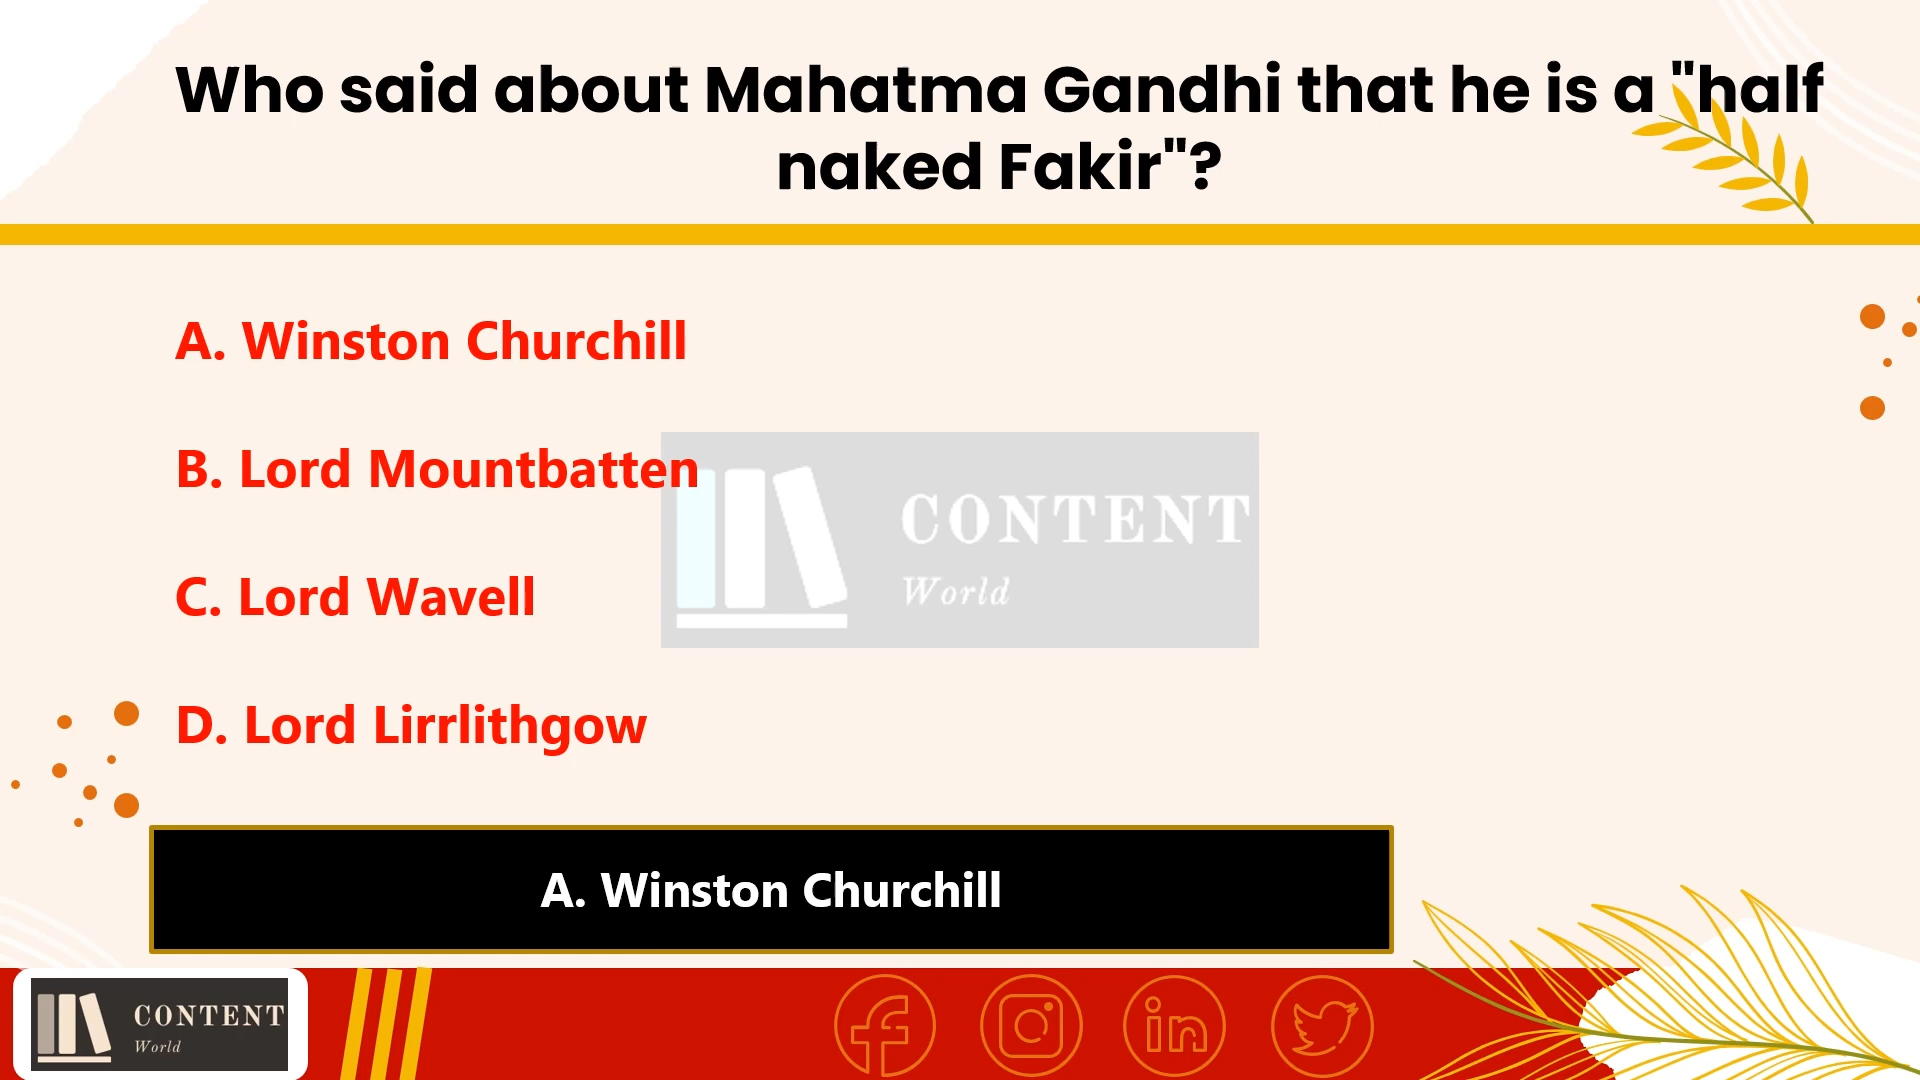 Who said about Mahatma Gandhi that he is a "half
naked Fakir"?
A. Winston Churchill
B. Lord Mountbatten
CONTENT
World
C. Lord Wavell
D. Lord Lirrlithgow
A. Winston Churchill
CONTENT
World